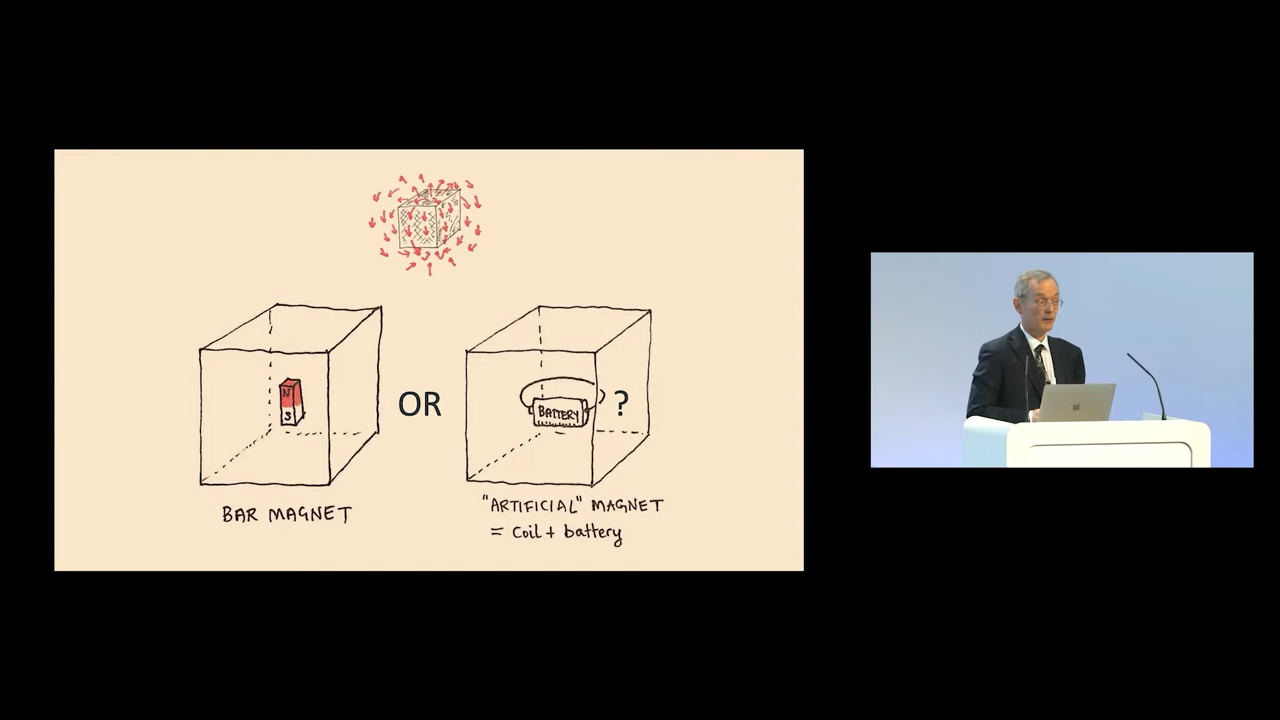 N
S
OR
BATTERY
?
BAR MAGNET
"ARTIFICIAL" MAGNET
= Coil + battery